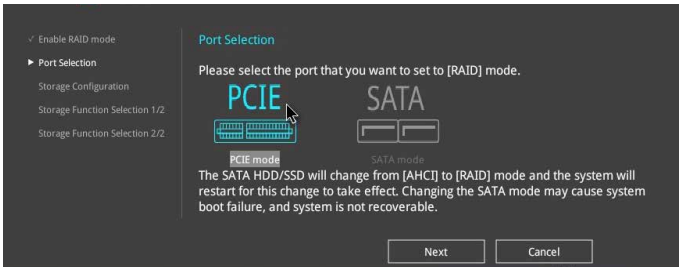 ✓ Enable RAID mode
▶ Port Selection
Storage Configuration
Storage Function Selection 1/2
Storage Function Selection 2/2
Port Selection
Please select the port that you want to set to [RAID] mode.
PCIE SATA
PCIE mode SATA mode
The SATA HDD/SSD will change from [AHCI] to [RAID] mode and the system will
restart for this change to take effect. Changing the SATA mode may cause system
boot failure, and system is not recoverable.
Next Cancel